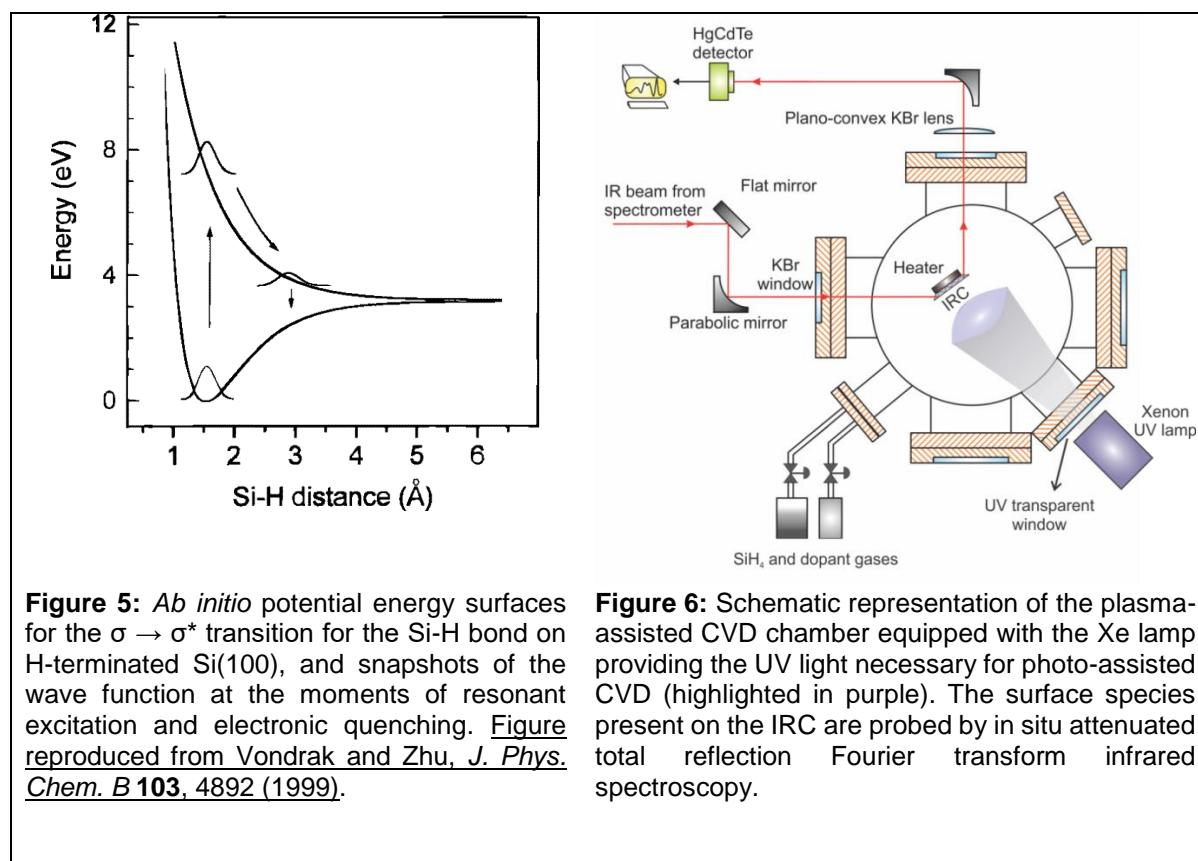 12
8
4
0
Energy (eV)
1 2 3 4 5 6
Si-H distance (Å)
HgCdTe
detector
Plano-convex KBr lens
IR beam from
spectrometer
Flat mirror
KBr
window
Heater
IRC
Parabolic mirror
Xenon
UV lamp
UV transparent
window
SiH₄ and dopant gases
Figure 5: Ab initio potential energy surfaces
for the σ → σ* transition for the Si-H bond on
H-terminated Si(100), and snapshots of the
wave function at the moments of resonant
excitation and electronic quenching. Figure
reproduced from Vondrak and Zhu, J. Phys.
Chem. B 103, 4892 (1999).
Figure 6: Schematic representation of the plasma-
assisted CVD chamber equipped with the Xe lamp
providing the UV light necessary for photo-assisted
CVD (highlighted in purple). The surface species
present on the IRC are probed by in situ attenuated
total reflection Fourier transform infrared
spectroscopy.